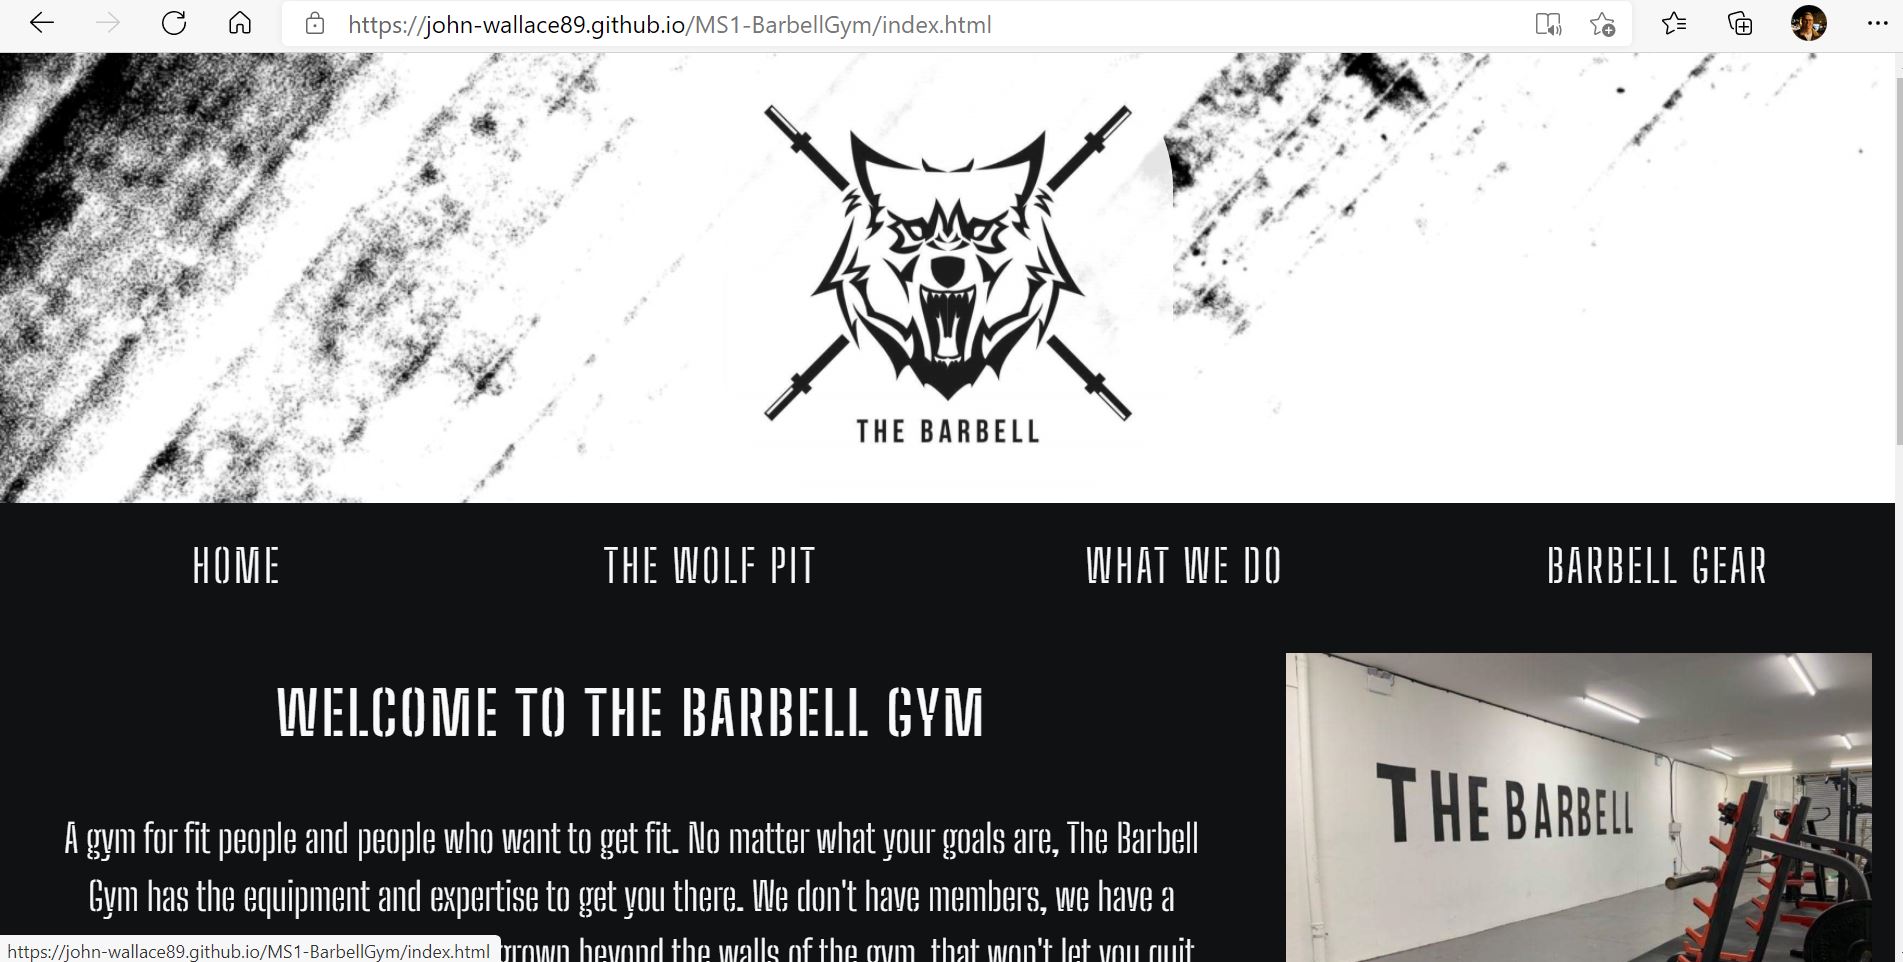 https://john-wallace89.github.io/MS1-BarbellGym/index.html
THE BARBELL
HOME
THE WOLF PIT
WHAT WE DO
BARBELL GEAR
WELCOME TO THE BARBELL GYM
A gym for fit people and people who want to get fit. No matter what your goals are, The Barbell
Gym has the equipment and expertise to get you there. We don't have members, we have a
grown beyond the walls of the gym, that won't let you quit
THE BARBELL
https://john-wallace89.github.io/MS1-BarbellGym/index.html